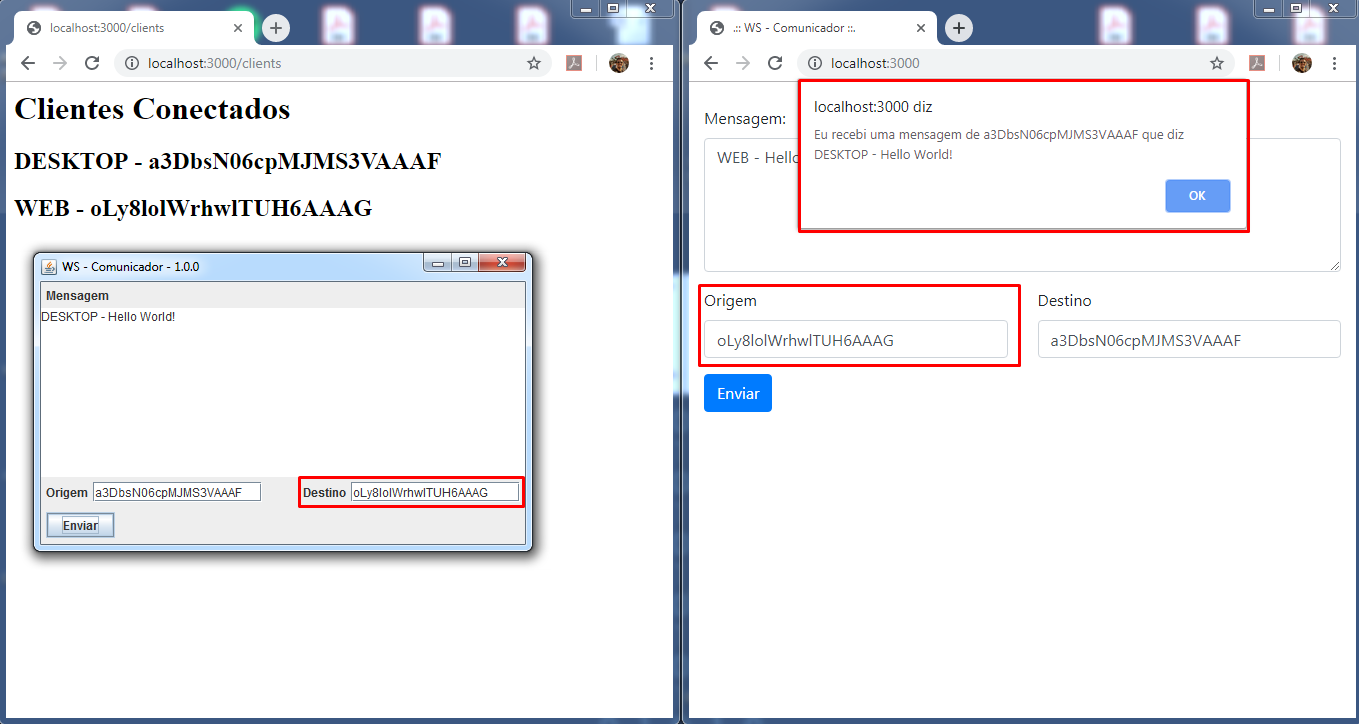 localhost:3000/clients
localhost:3000/clients
Clientes Conectados
DESKTOP - a3DbsN06cpMJMS3VAAAF
WEB - oLy8lolWrhwlTUH6AAAG
WS - Comunicador - 1.0.0
Mensagem
DESKTOP - Hello World!
Origem a3DbsN06cpMJMS3VAAAF Destino oLy8lolWrhwlTUH6AAAG
Enviar
.:: WS - Comunicador ::.
localhost:3000
localhost:3000 diz
Eu recebi uma mensagem de a3DbsN06cpMJMS3VAAAF que diz
DESKTOP - Hello World!
OK
Mensagem:
WEB - Hello
Origem Destino
oLy8lolWrhwlTUH6AAAG a3DbsN06cpMJMS3VAAAF
Enviar